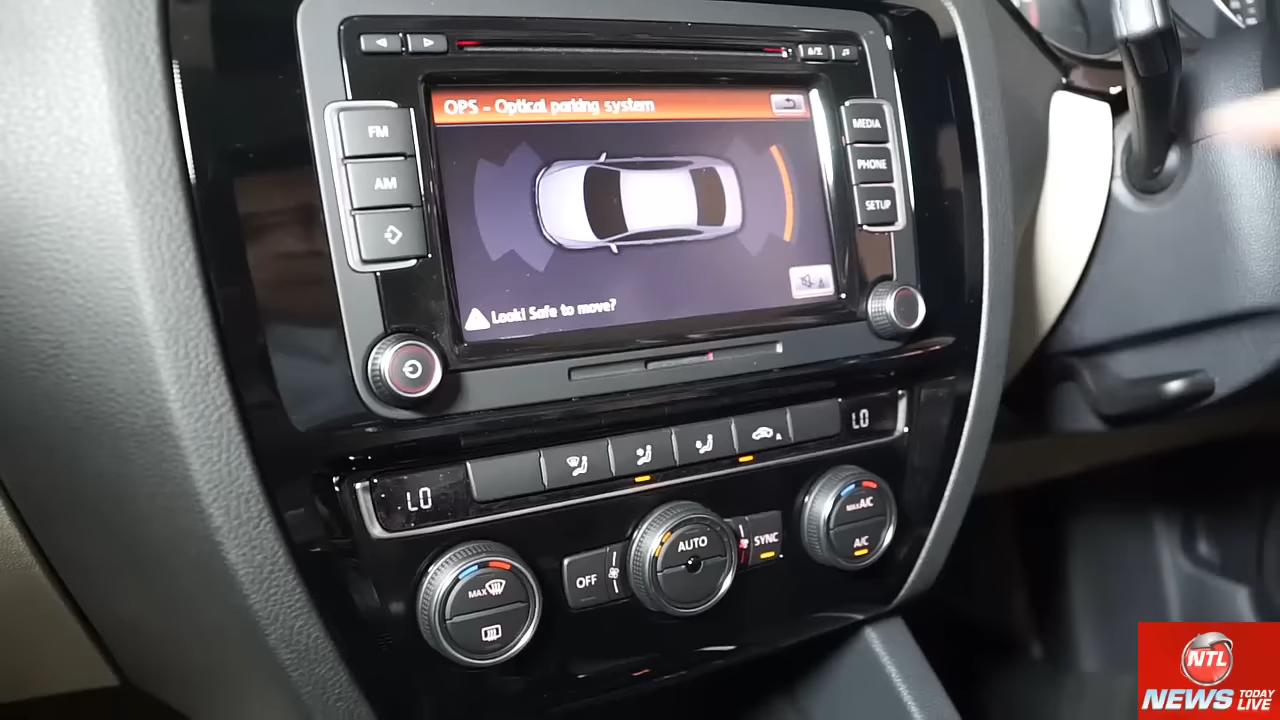 A/Z
OPS - Optical parking system
FM
AM
MEDIA
PHONE
SETUP
Look! Safe to move?
LO
LO
A
MAX
OFF
AUTO
SYNC
MAX A/C
A/C
NTL
NEWS TODAY
LIVE